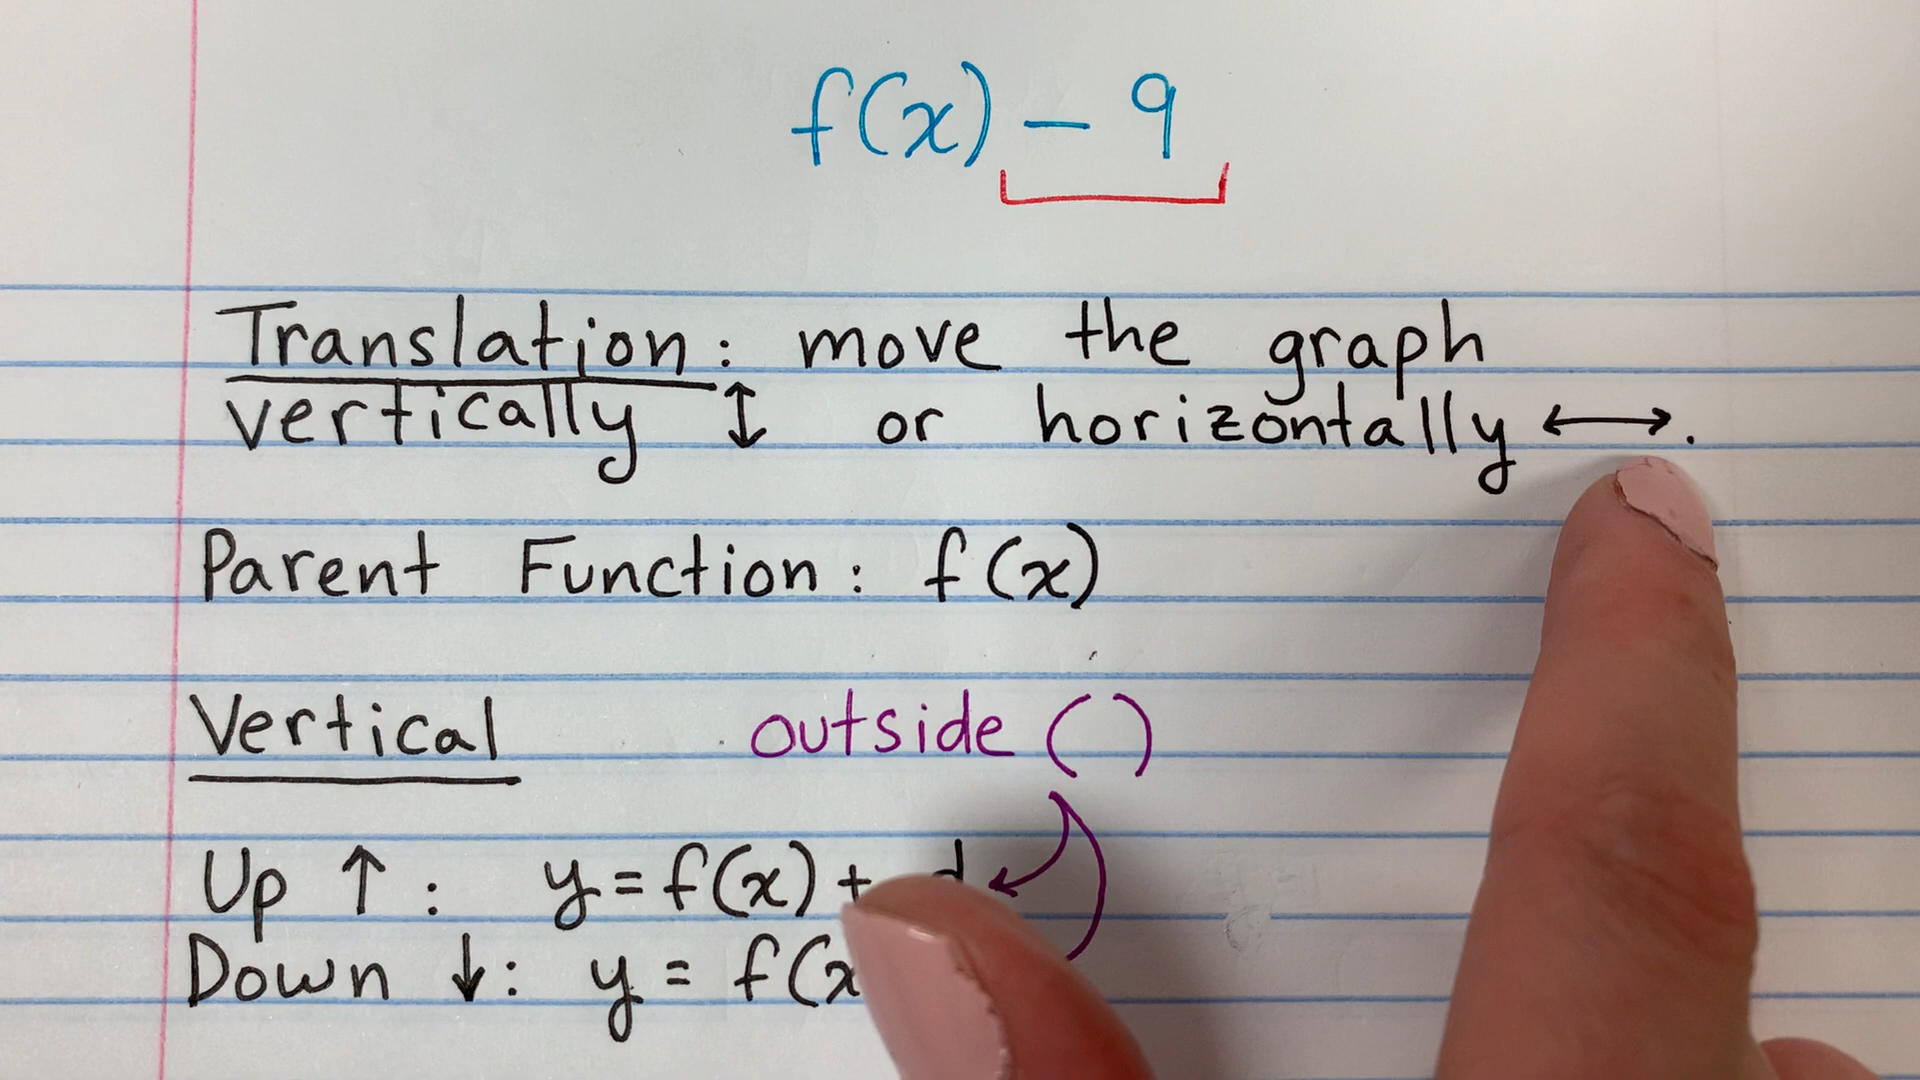 f(x) - 9
Translation: move the graph
vertically ↕ or horizontally ↔.
Parent Function: f(x)
Vertical outside ( )
Up ↑: y = f(x) +
Down ↓: y = f(x